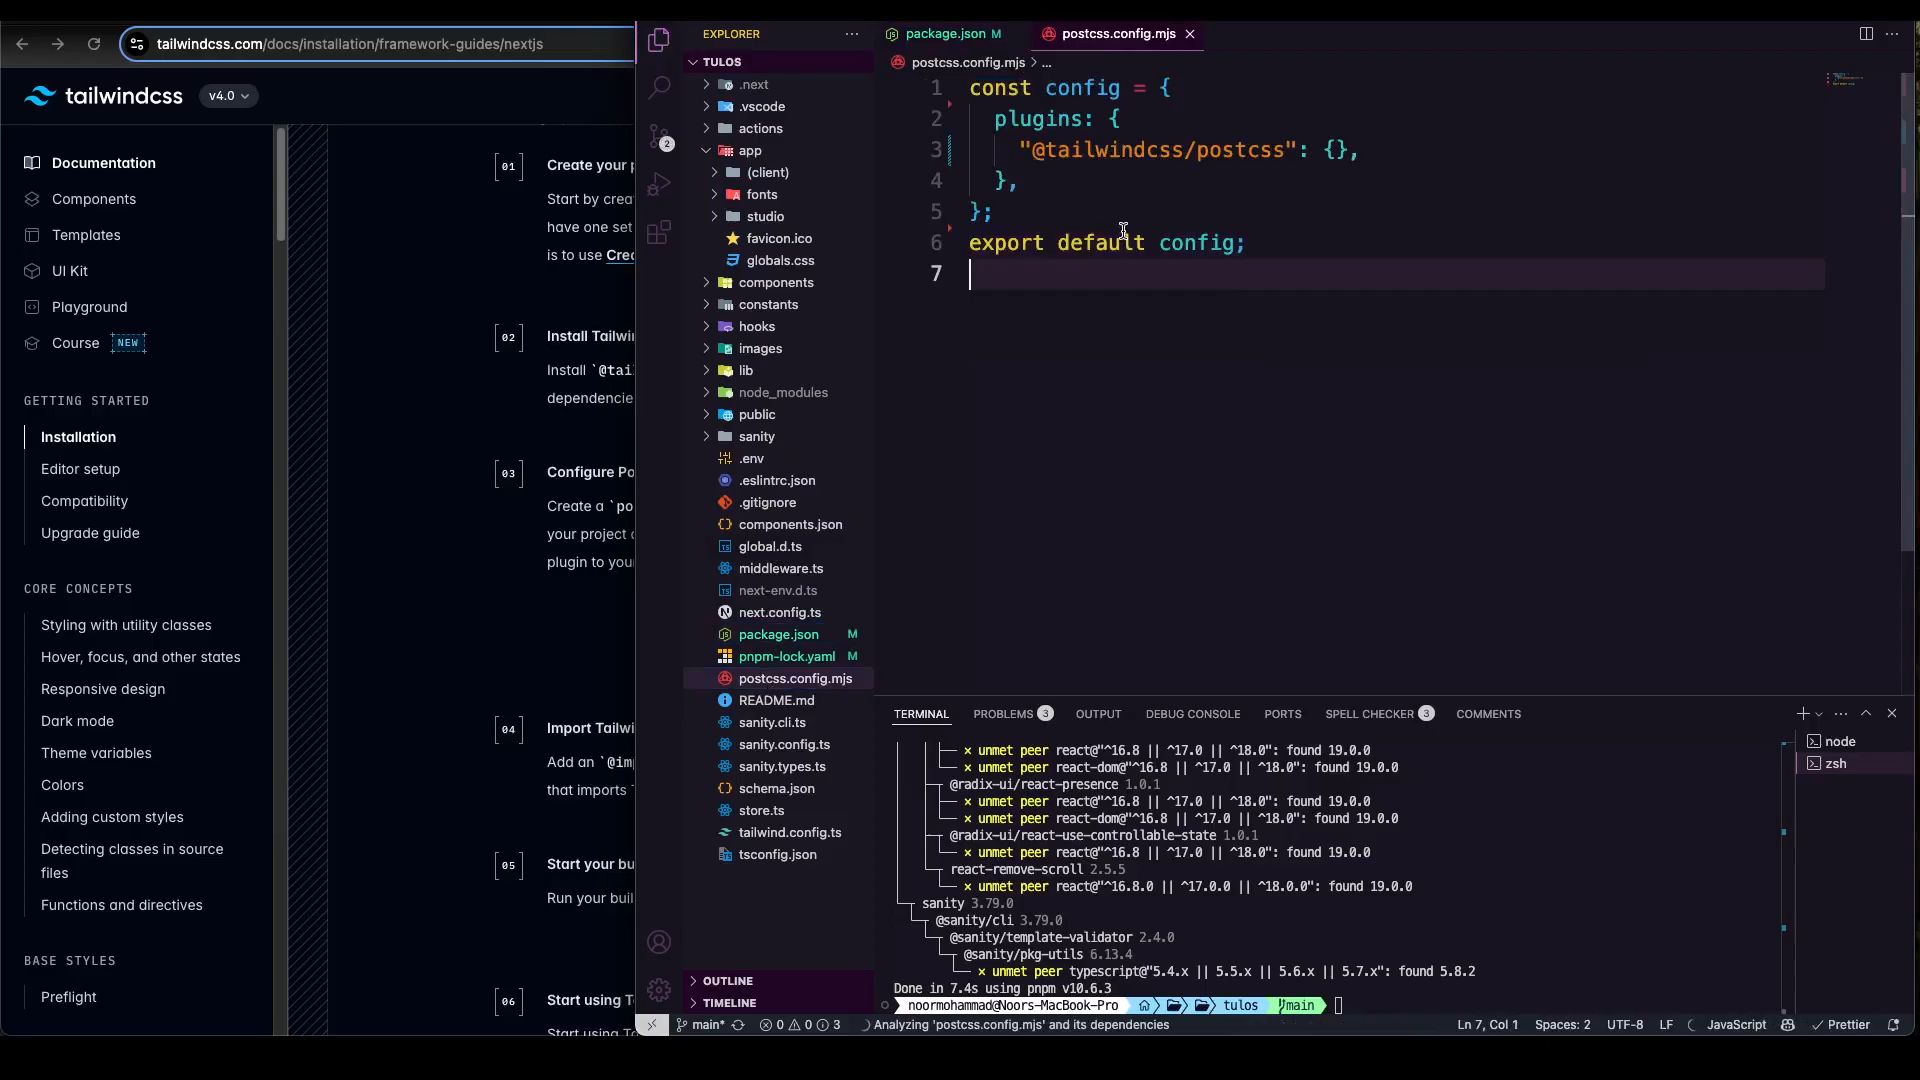 tailwindcss.com/docs/installation/framework-guides/nextjs
tailwindcss
v4.0
Documentation
Components
Templates
UI Kit
Playground
Course
NEW
GETTING STARTED
Installation
Editor setup
Compatibility
Upgrade guide
CORE CONCEPTS
Styling with utility classes
Hover, focus, and other states
Responsive design
Dark mode
Theme variables
Colors
Adding custom styles
Detecting classes in source
files
Functions and directives
BASE STYLES
Preflight
01
Create your p
Start by crea
have one set
is to use Crea
02
Install Tailwi
Install `@tai
dependencie
03
Configure Po
Create a `po
your project
plugin to you
04
Import Tailwi
Add an `@im
that imports
05
Start your bu
Run your buil
06
Start using T
Start using T
EXPLORER
TULOS
.next
.vscode
actions
app
(client)
fonts
studio
favicon.ico
globals.css
components
constants
hooks
images
lib
node_modules
public
sanity
.env
.eslintrc.json
.gitignore
components.json
global.d.ts
middleware.ts
next-env.d.ts
next.config.ts
package.json M
pnpm-lock.yaml M
postcss.config.mjs
README.md
sanity.cli.ts
sanity.config.ts
sanity.types.ts
schema.json
store.ts
tailwind.config.ts
tsconfig.json
OUTLINE
TIMELINE
2
package.json M
postcss.config.mjs
postcss.config.mjs > ...
1 const config = {
2 plugins: {
3 "@tailwindcss/postcss": {},
4 },
5 };
6 export default config;
7
TERMINAL
PROBLEMS 3
OUTPUT
DEBUG CONSOLE
PORTS
SPELL CHECKER 3
COMMENTS
× unmet peer react@"^16.8 || ^17.0 || ^18.0": found 19.0.0
× unmet peer react-dom@"^16.8 || ^17.0 || ^18.0": found 19.0.0
@radix-ui/react-presence 1.0.1
× unmet peer react@"^16.8 || ^17.0 || ^18.0": found 19.0.0
× unmet peer react-dom@"^16.8 || ^17.0 || ^18.0": found 19.0.0
@radix-ui/react-use-controllable-state 1.0.1
× unmet peer react@"^16.8 || ^17.0 || ^18.0": found 19.0.0
react-remove-scroll 2.5.5
× unmet peer react@"^16.8.0 || ^17.0.0 || ^18.0.0": found 19.0.0
sanity 3.79.0
@sanity/cli 3.79.0
@sanity/template-validator 2.4.0
@sanity/pkg-utils 6.13.4
× unmet peer typescript@"5.4.x || 5.5.x || 5.6.x || 5.7.x": found 5.8.2
Done in 7.4s using pnpm v10.6.3
noormohammad@Noors-MacBook-Pro tulos main
node
zsh
main* 0 0 3 Analyzing 'postcss.config.mjs' and its dependencies
Ln 7, Col 1
Spaces: 2
UTF-8
LF
JavaScript
Prettier